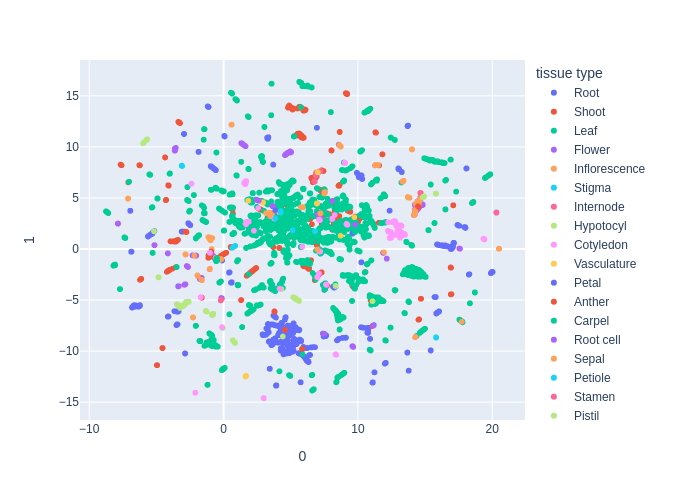 tissue type
Root
Shoot
Leaf
Flower
Inflorescence
Stigma
Internode
Hypotocyl
Cotyledon
Vasculature
Petal
Anther
Carpel
Root cell
Sepal
Petiole
Stamen
Pistil
15
10
5
0
−5
−10
−15
1
−10
0
10
20
0